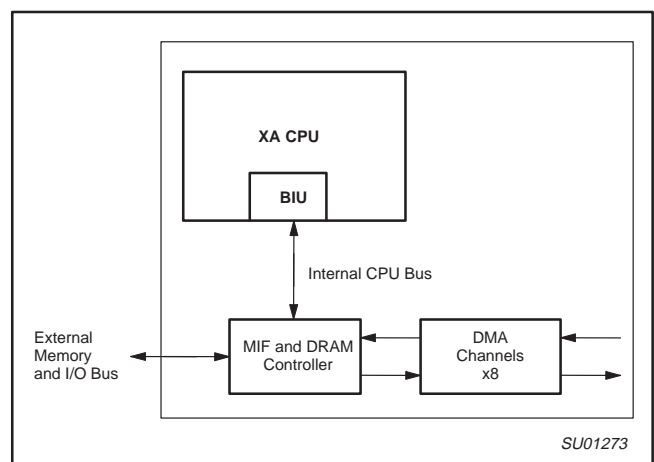 XA CPU
BIU
Internal CPU Bus
External
Memory
and I/O Bus
MIF and DRAM
Controller
DMA
Channels
x8
SU01273